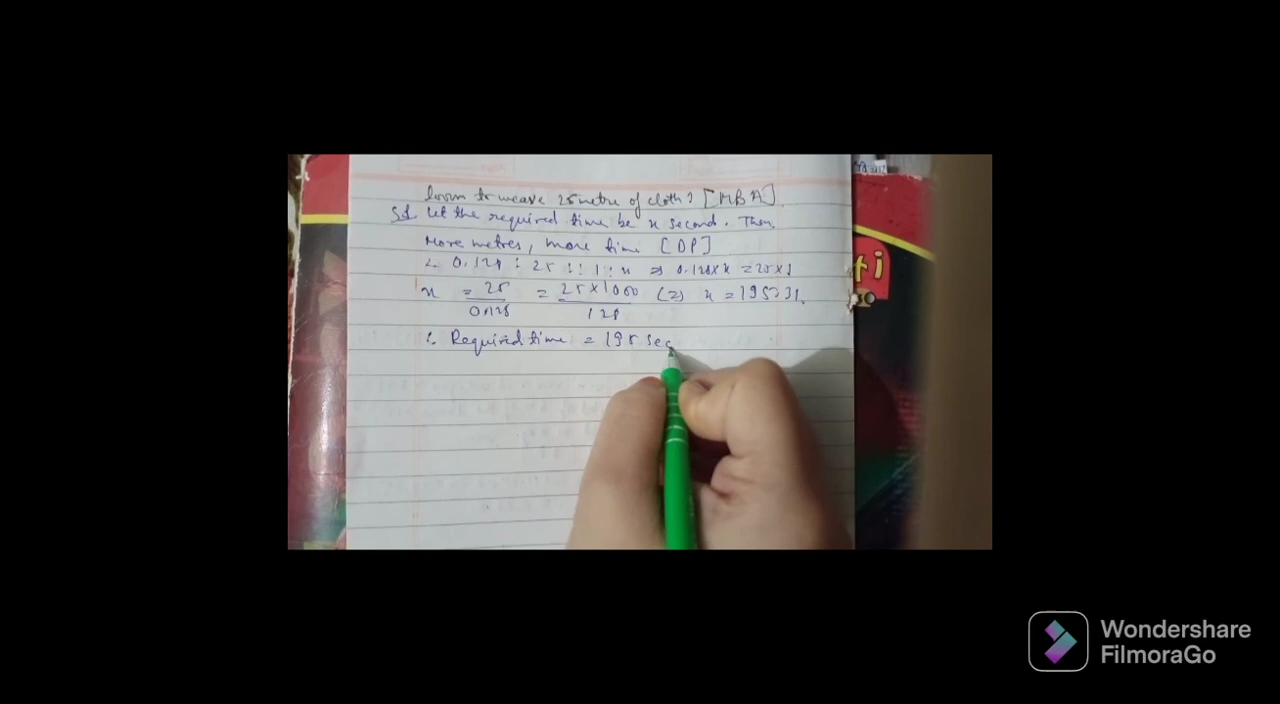 loom to weave 25 metre of cloth? [MBA]
Sol. Let the required time be x second. Then,
More metres, more time [DP]
∴ 0.128 : 25 :: 1 : x ⇒ 0.128 × x = 25 × 1
x = 25/0.128 = 25 × 1000/128 ⇒ x = 195.31.
∴ Required time = 195 sec
ti
Wondershare
FilmoraGo